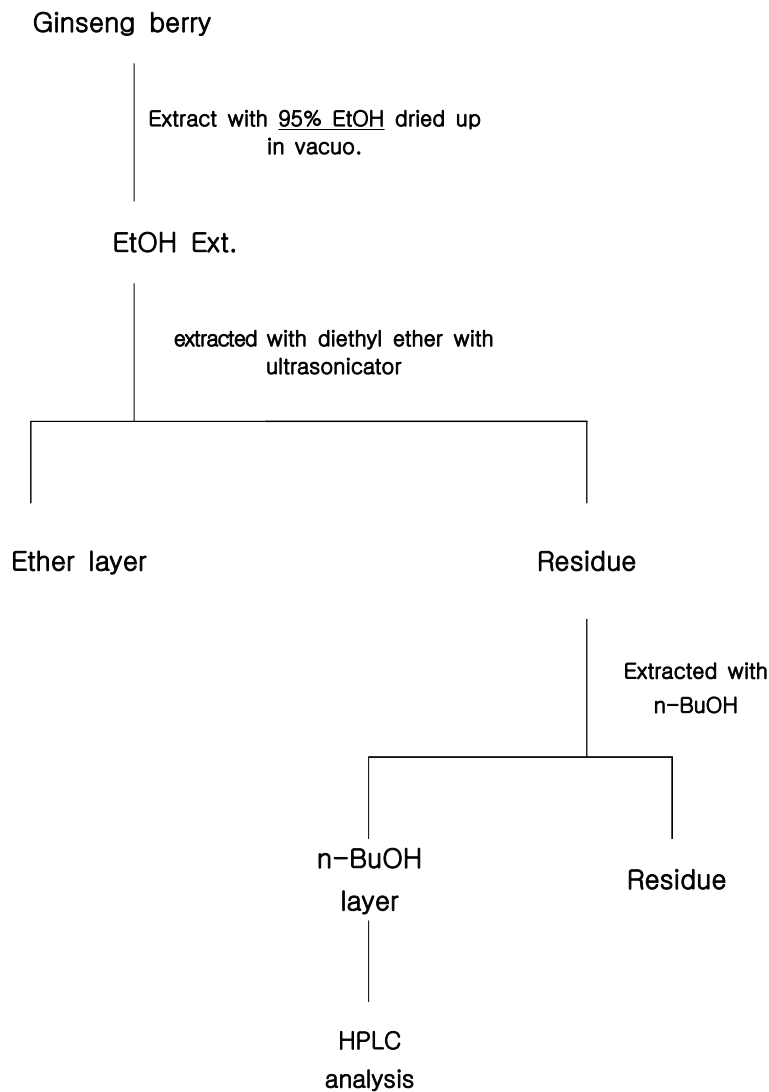 Ginseng berry
Extract with 95% EtOH dried up
in vacuo.
EtOH Ext.
extracted with diethyl ether with
ultrasonicator
Ether layer
Residue
Extracted with
n-BuOH
n-BuOH
layer
Residue
HPLC
analysis